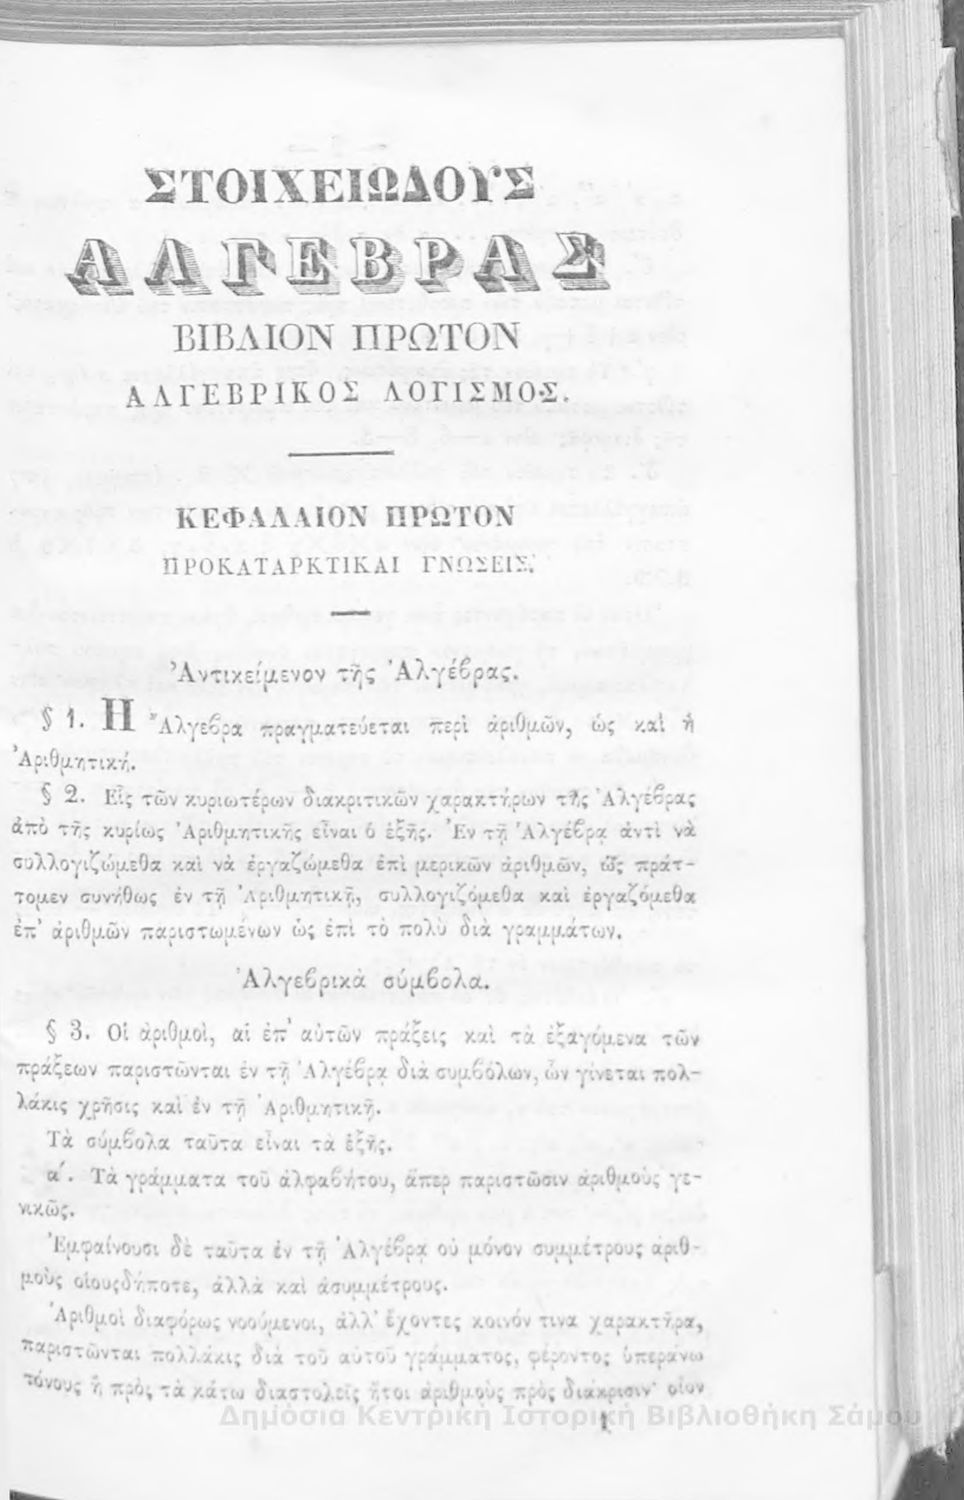 ΣΤΟΙΧΕΙΩΔΟΥΣ
ΑΛΓΕΒΡΑΣ
ΒΙΒΛΙΟΝ ΠΡΩΤΟΝ
ΑΛΓΕΒΡΙΚΟΣ ΛΟΓΙΣΜΟΣ.
ΚΕΦΑΛΑΙΟΝ ΠΡΩΤΟΝ
ΠΡΟΚΑΤΑΡΚΤΙΚΑΙ ΓΝΩΣΕΙΣ.
Ἀντικείμενον τῆς Ἀλγέβρας.
§ 1. Η Ἄλγεβρα πραγματεύεται περὶ ἀριθμῶν, ὡς καὶ ἡ
Ἀριθμητική.
§ 2. Εἷς τῶν κυριωτέρων διακριτικῶν χαρακτήρων τῆς Ἀλγέβρας
ἀπὸ τῆς κυρίως Ἀριθμητικῆς εἶναι ὁ ἑξῆς. Ἐν τῇ Ἀλγέβρᾳ ἀντὶ νὰ
συλλογιζώμεθα καὶ νὰ ἐργαζώμεθα ἐπὶ μερικῶν ἀριθμῶν, ὡς πράτ-
τομεν συνήθως ἐν τῇ Ἀριθμητικῇ, συλλογιζόμεθα καὶ ἐργαζόμεθα
ἐπ' ἀριθμῶν παριστωμένων ὡς ἐπὶ τὸ πολὺ διὰ γραμμάτων.
Ἀλγεβρικὰ σύμβολα.
§ 3. Οἱ ἀριθμοὶ, αἱ ἐπ' αὐτῶν πράξεις καὶ τὰ ἐξαγόμενα τῶν
πράξεων παριστῶνται ἐν τῇ Ἀλγέβρᾳ διὰ συμβόλων, ὧν γίνεται πολ-
λάκις χρῆσις καὶ ἐν τῇ Ἀριθμητικῇ.
Τὰ σύμβολα ταῦτα εἶναι τὰ ἑξῆς.
α'. Τὰ γράμματα τοῦ ἀλφαβήτου, ἅπερ παριστῶσιν ἀριθμοὺς γε-
νικῶς.
Ἐμφαίνουσι δὲ ταῦτα ἐν τῇ Ἀλγέβρᾳ οὐ μόνον συμμέτρους ἀριθ-
μοὺς οἱουςδήποτε, ἀλλὰ καὶ ἀσυμμέτρους.
Ἀριθμοὶ διαφόρως νοούμενοι, ἀλλ' ἔχοντες κοινόν τινα χαρακτῆρα,
παριστῶνται πολλάκις διὰ τοῦ αὐτοῦ γράμματος, φέροντος ὑπεράνω
τόνους ἢ πρὸς τὰ κάτω διαστολεῖς ἤτοι ἀριθμοὺς πρὸς διάκρισιν· οἷον
1
Δημόσια Κεντρική Ιστορική Βιβλιοθήκη Σάμου